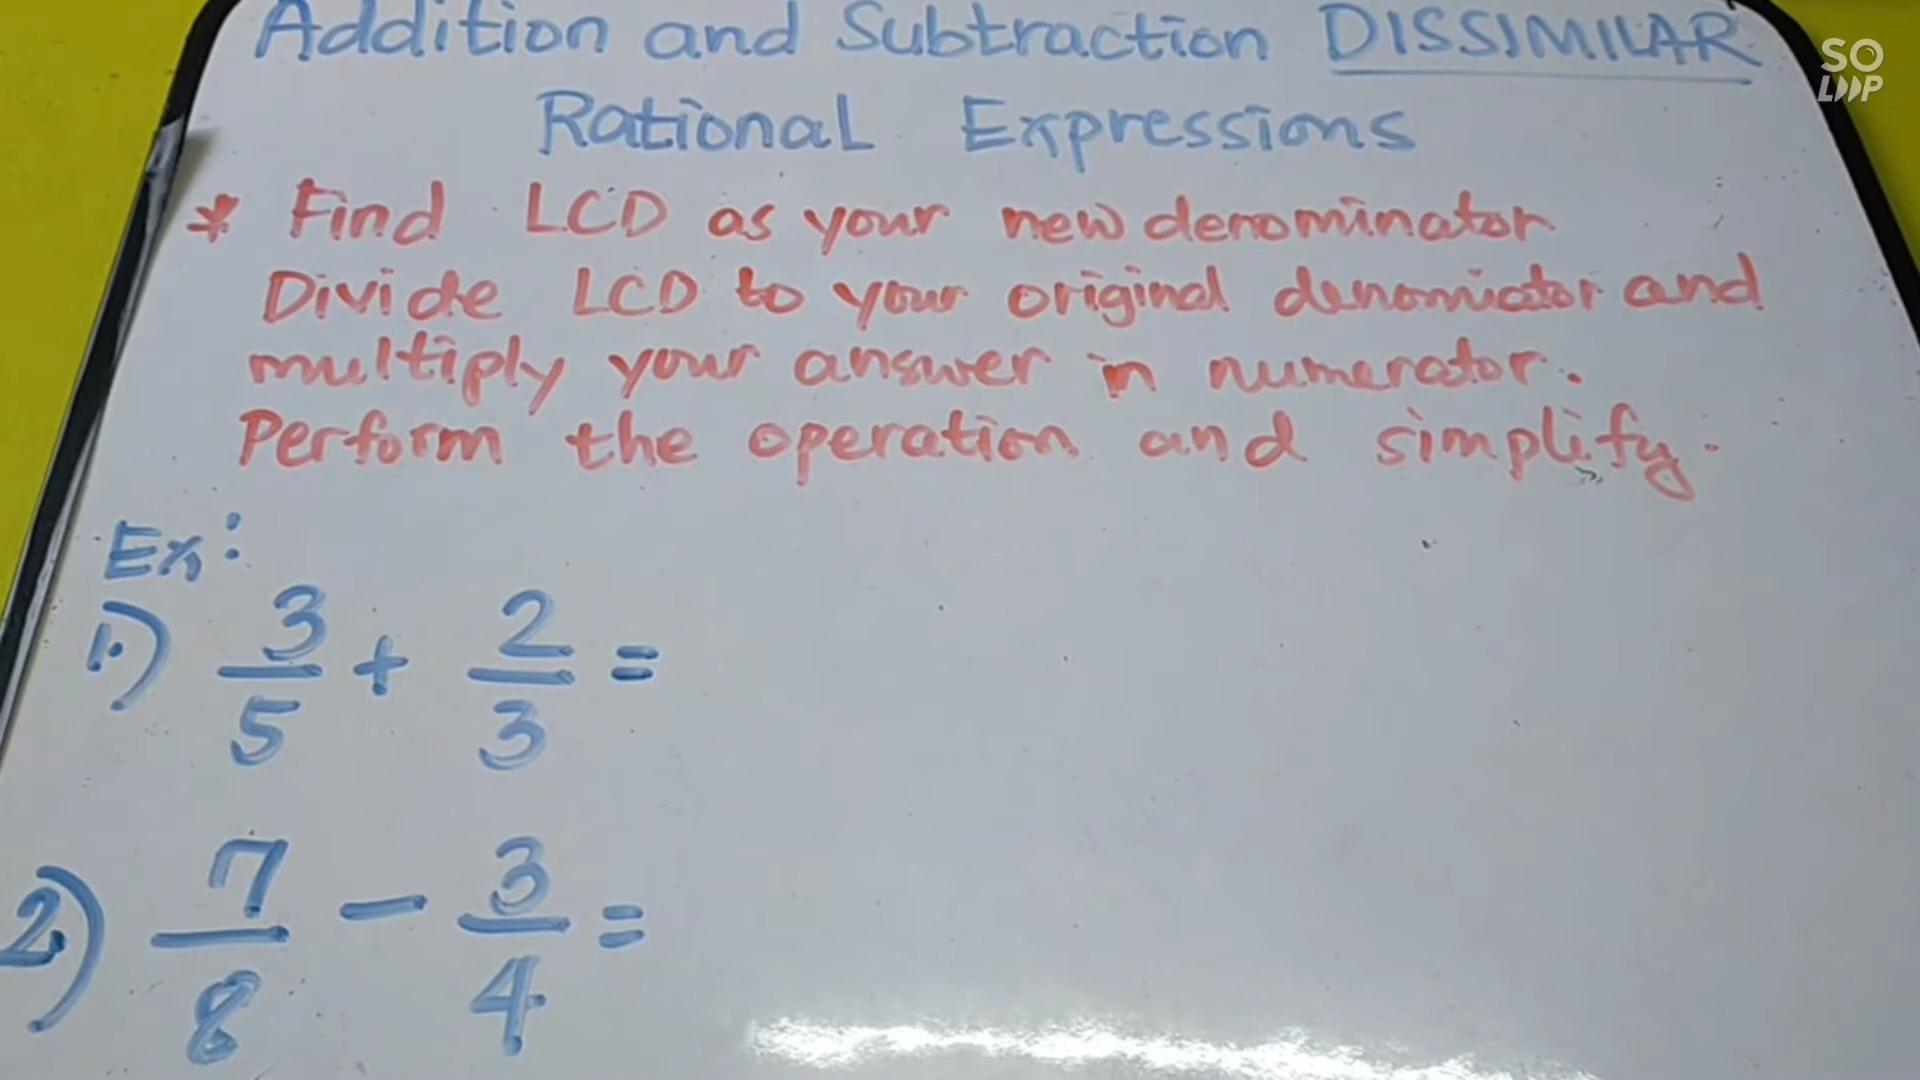 Addition and Subtraction DISSIMILAR
Rational Expressions
* Find LCD as your new denominator
Divide LCD to your original denomiator and
multiply your answer in numerator.
Perform the operation and simplify.
Ex:
1.) 3/5 + 2/3 =
2.) 7/8 - 3/4 =
SO
LOOP